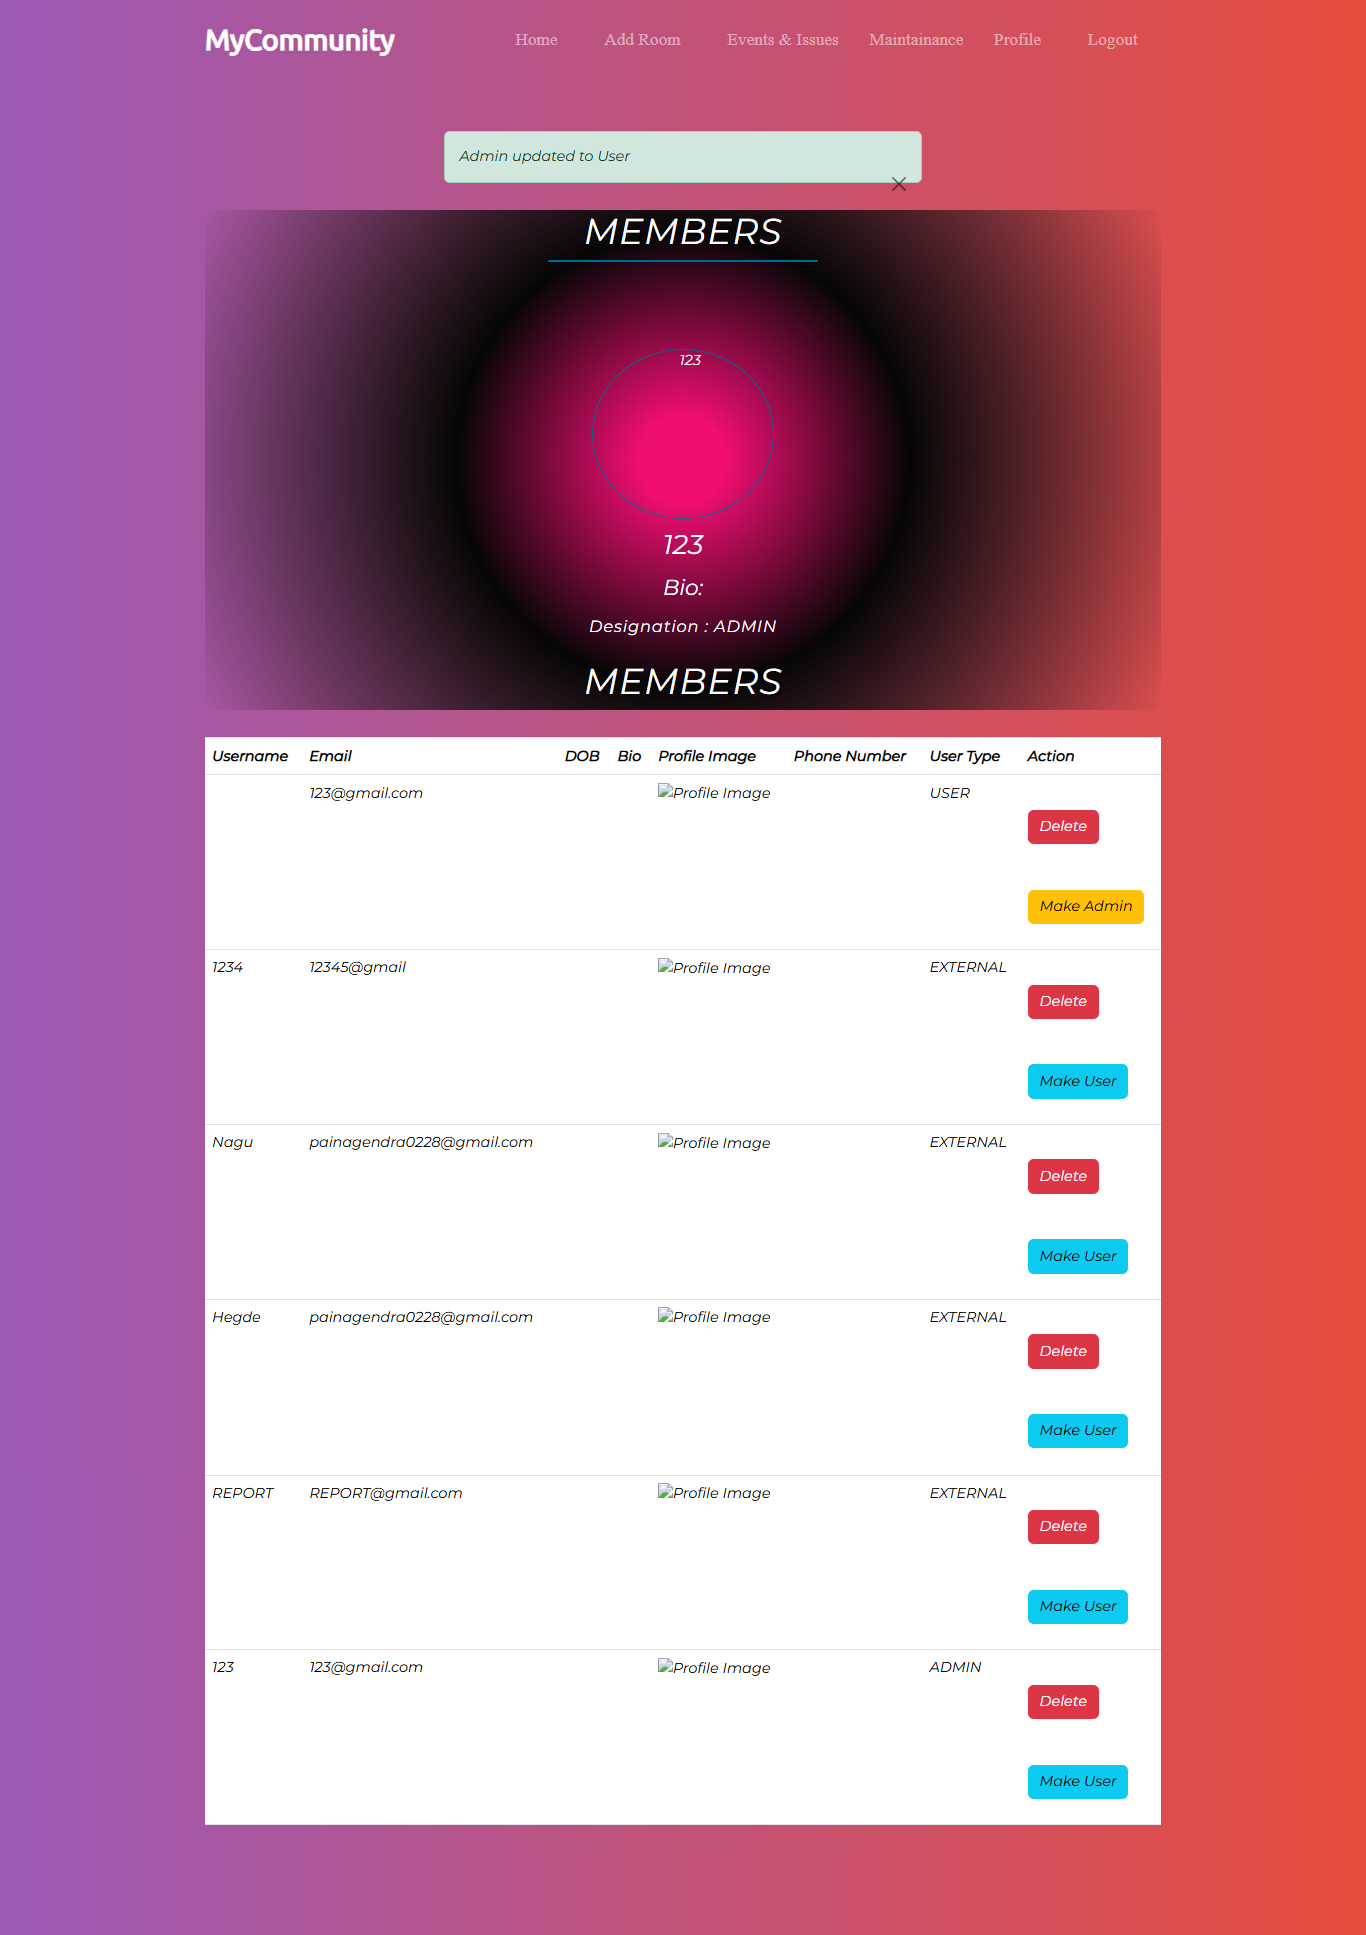 MyCommunity Home Add Room Events & Issues Maintainance Profile Logout
Admin updated to User
MEMBERS
123
123
Bio:
Designation : ADMIN
MEMBERS
Username Email DOB Bio Profile Image Phone Number User Type Action
123@gmail.com Profile Image USER
Delete
Make Admin
1234 12345@gmail Profile Image EXTERNAL
Delete
Make User
Nagu painagendra0228@gmail.com Profile Image EXTERNAL
Delete
Make User
Hegde painagendra0228@gmail.com Profile Image EXTERNAL
Delete
Make User
REPORT REPORT@gmail.com Profile Image EXTERNAL
Delete
Make User
123 123@gmail.com Profile Image ADMIN
Delete
Make User